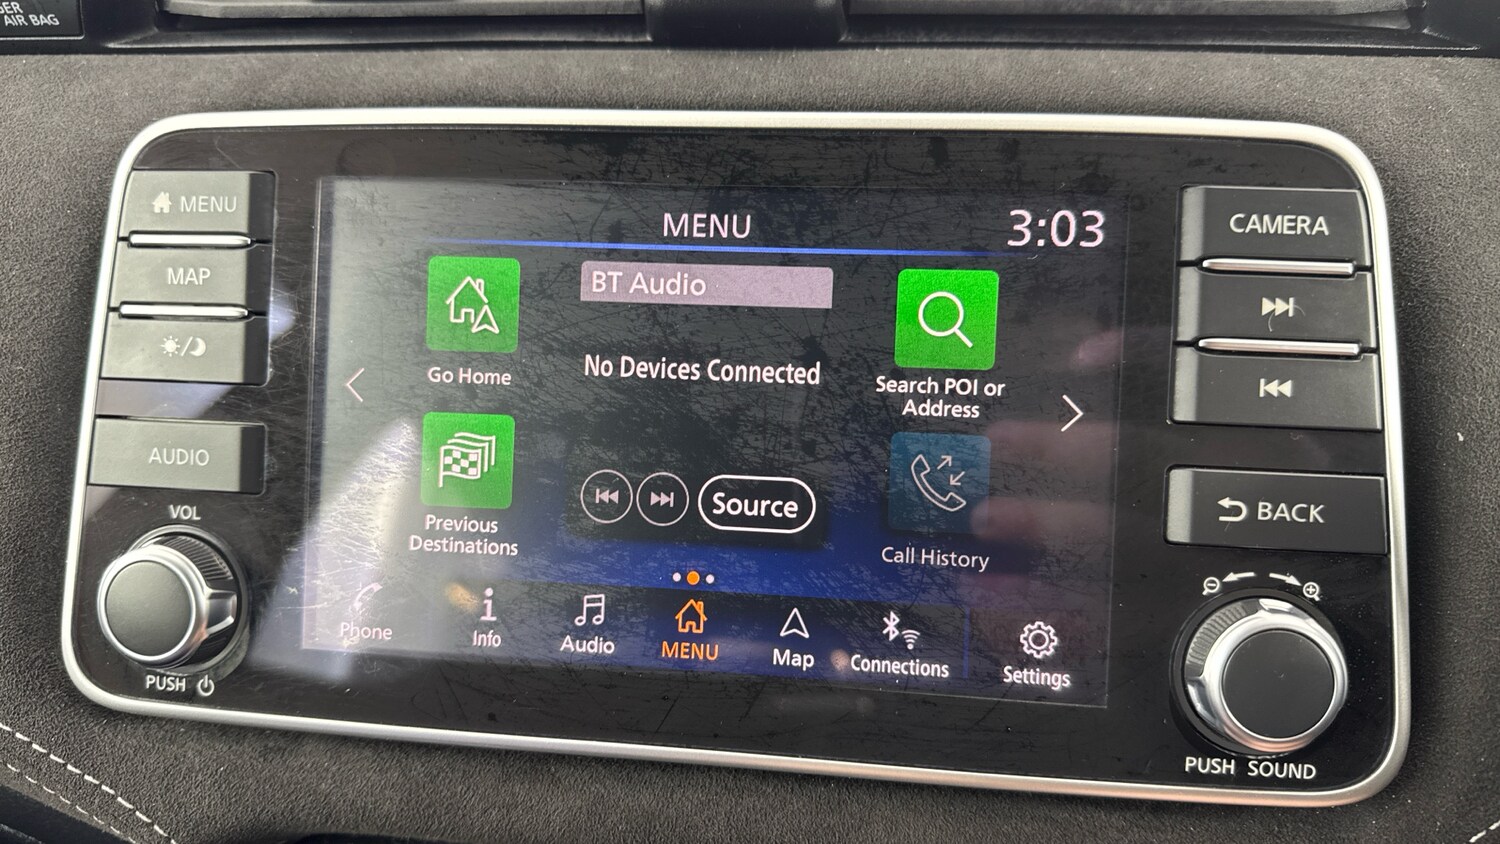 AIR BAG
MENU
MAP
AUDIO
VOL
PUSH
MENU
3:03
Go Home
Previous
Destinations
BT Audio
No Devices Connected
Source
Search POI or
Address
Call History
Phone
Info
Audio
MENU
Map
Connections
Settings
CAMERA
BACK
PUSH SOUND